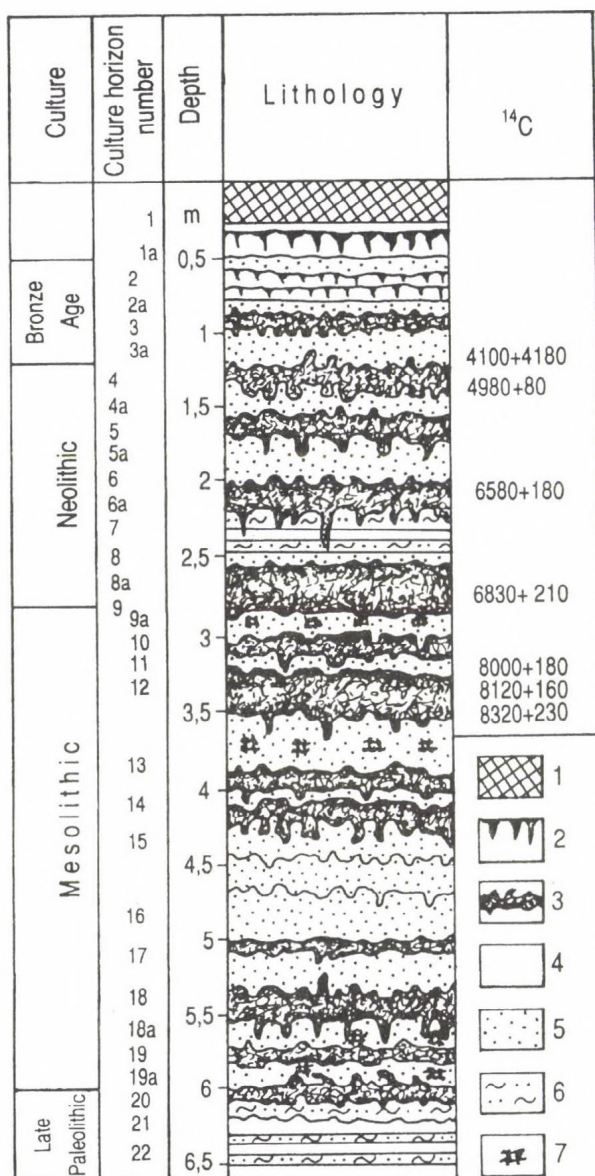 Culture
Culture horizon number
Depth
Lithology
14C
Bronze Age
Neolithic
Mesolithic
Late Paleolithic
1
1a
2
2a
3
3a
4
4a
5
5a
6
6a
7
8
8a
9
9a
10
11
12
13
14
15
16
17
18
18a
19
19a
20
21
22
m
0,5
1
1,5
2
2,5
3
3,5
4
4,5
5
5,5
6
6,5
4100+4180
4980+80
6580+180
6830+210
8000+180
8120+160
8320+230
1
2
3
4
5
6
7